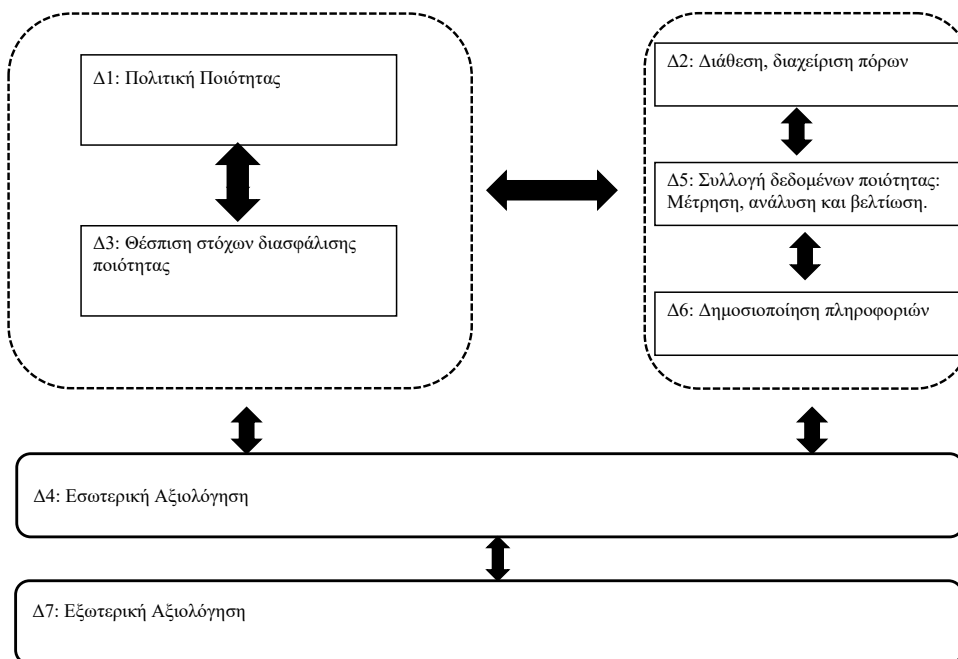 Δ1: Πολιτική Ποιότητας
Δ3: Θέσπιση στόχων διασφάλισης
ποιότητας
Δ2: Διάθεση, διαχείριση πόρων
Δ5: Συλλογή δεδομένων ποιότητας:
Μέτρηση, ανάλυση και βελτίωση.
Δ6: Δημοσιοποίηση πληροφοριών
Δ4: Εσωτερική Αξιολόγηση
Δ7: Εξωτερική Αξιολόγηση